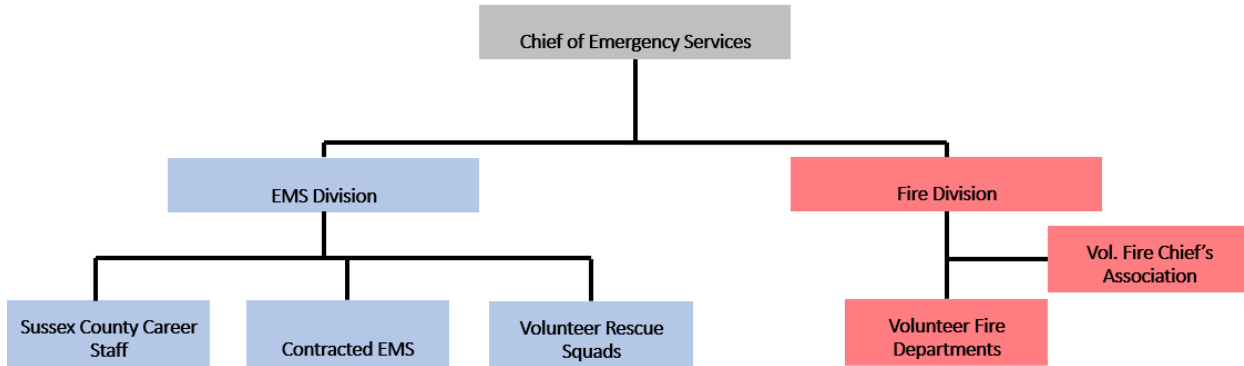 Chief of Emergency Services
EMS Division
Fire Division
Vol. Fire Chief’s
Association
Sussex County Career
Staff
Contracted EMS
Volunteer Rescue
Squads
Volunteer Fire
Departments